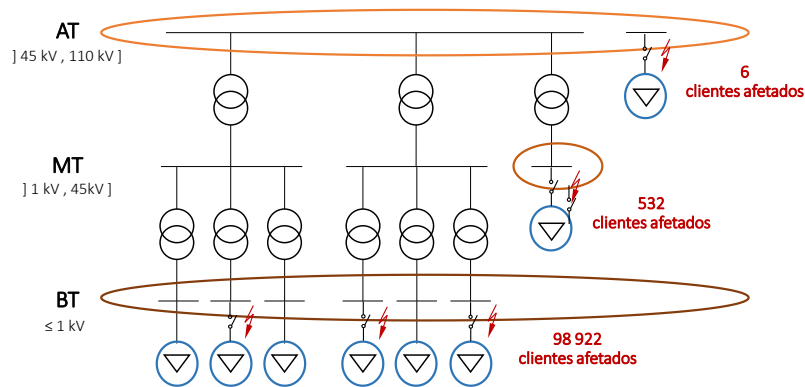 AT
] 45 kV , 110 kV ]
6
clientes afetados
MT
] 1 kV , 45kV ]
532
clientes afetados
BT
≤ 1 kV
98 922
clientes afetados